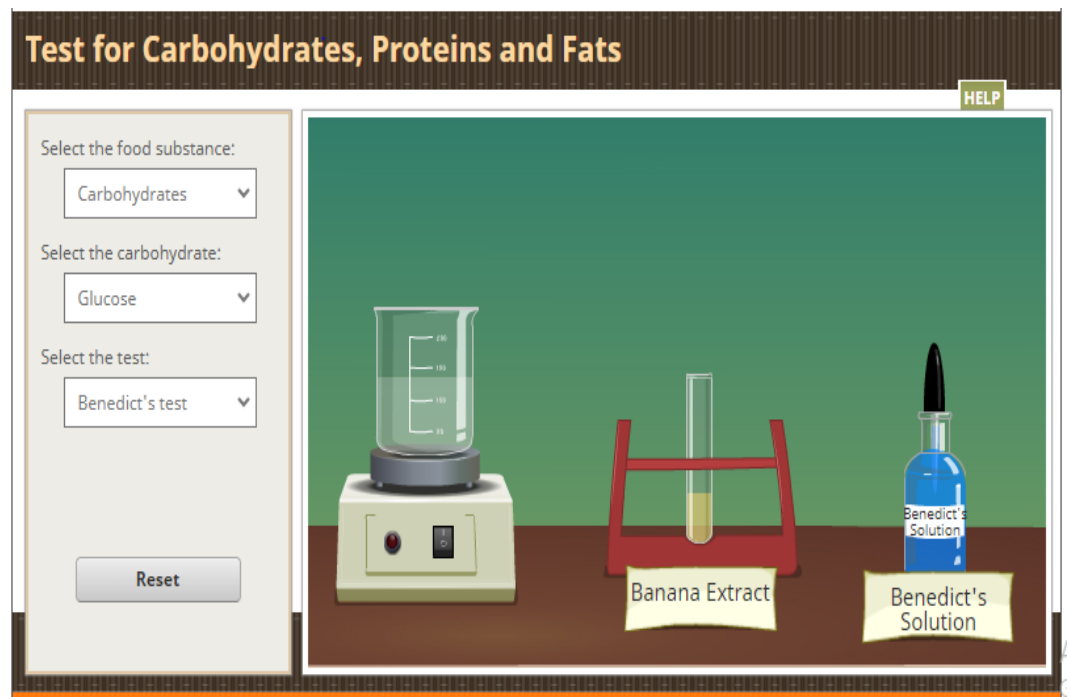 Test for Carbohydrates, Proteins and Fats
HELP
Select the food substance:
Carbohydrates
Select the carbohydrate:
Glucose
Select the test:
Benedict's test
Reset
Banana Extract
Benedict's
Solution
Benedict's
Solution